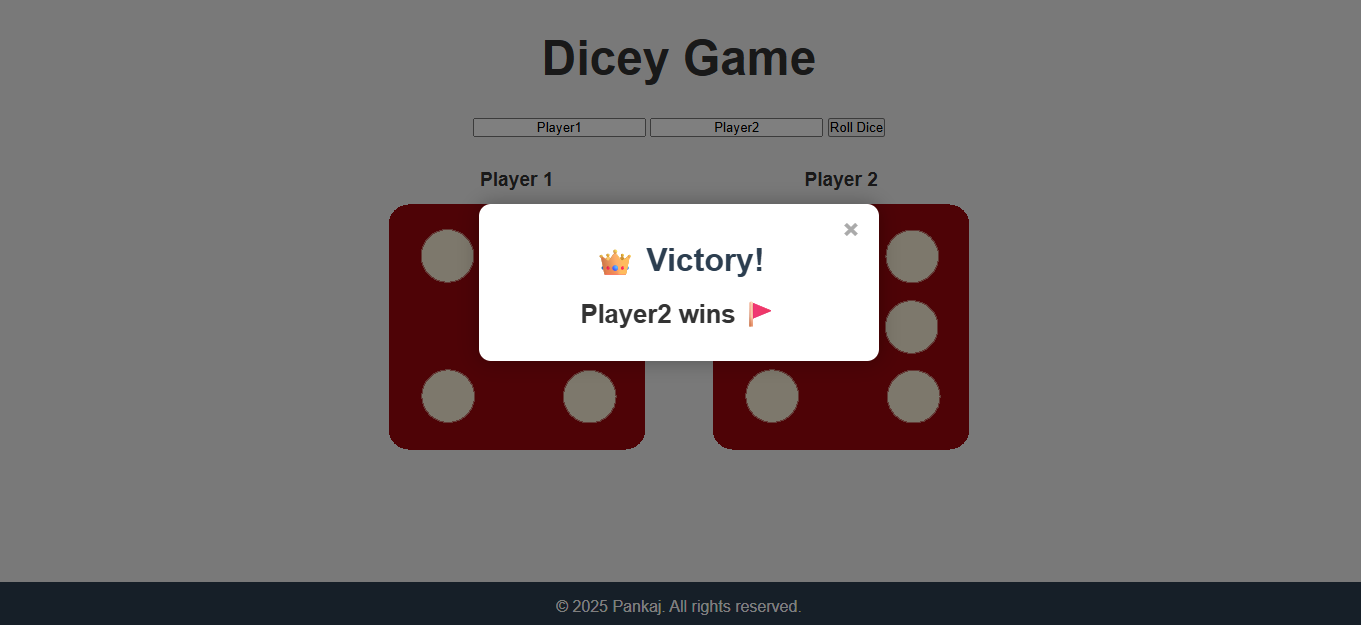 Dicey Game
Player1 Player2 Roll Dice
Player 1 Player 2
×
👑 Victory!
Player2 wins 🚩
© 2025 Pankaj. All rights reserved.